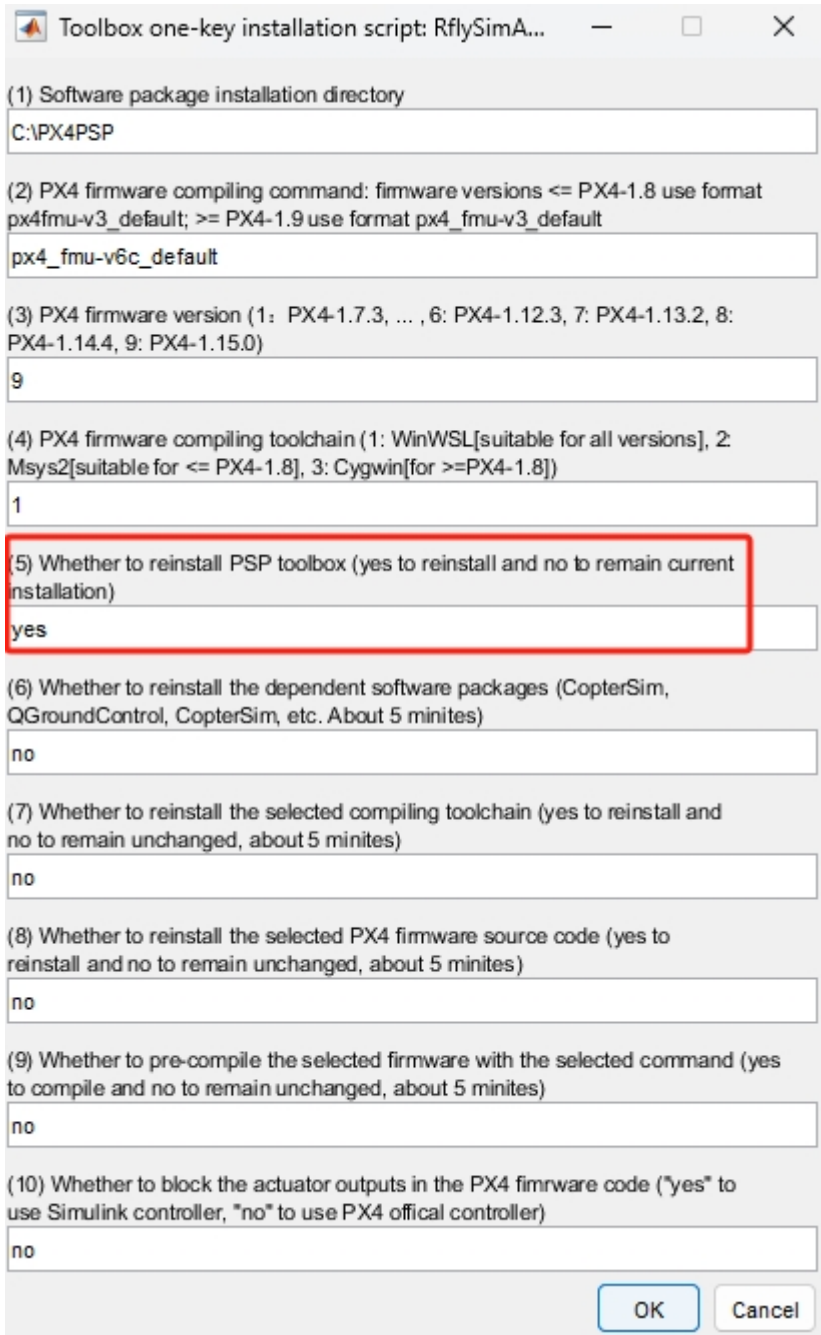 Toolbox one-key installation script: RflySimA...
(1) Software package installation directory
C:\PX4PSP
(2) PX4 firmware compiling command: firmware versions <= PX4-1.8 use format
px4fmu-v3_default; >= PX4-1.9 use format px4_fmu-v3_default
px4_fmu-v6c_default
(3) PX4 firmware version (1：PX4-1.7.3, ... , 6: PX4-1.12.3, 7: PX4-1.13.2, 8:
PX4-1.14.4, 9: PX4-1.15.0)
9
(4) PX4 firmware compiling toolchain (1: WinWSL[suitable for all versions], 2:
Msys2[suitable for <= PX4-1.8], 3: Cygwin[for >=PX4-1.8])
1
(5) Whether to reinstall PSP toolbox (yes to reinstall and no to remain current
installation)
yes
(6) Whether to reinstall the dependent software packages (CopterSim,
QGroundControl, CopterSim, etc. About 5 minites)
no
(7) Whether to reinstall the selected compiling toolchain (yes to reinstall and
no to remain unchanged, about 5 minites)
no
(8) Whether to reinstall the selected PX4 firmware source code (yes to
reinstall and no to remain unchanged, about 5 minites)
no
(9) Whether to pre-compile the selected firmware with the selected command (yes
to compile and no to remain unchanged, about 5 minites)
no
(10) Whether to block the actuator outputs in the PX4 fimrware code ("yes" to
use Simulink controller, "no" to use PX4 offical controller)
no
OK Cancel